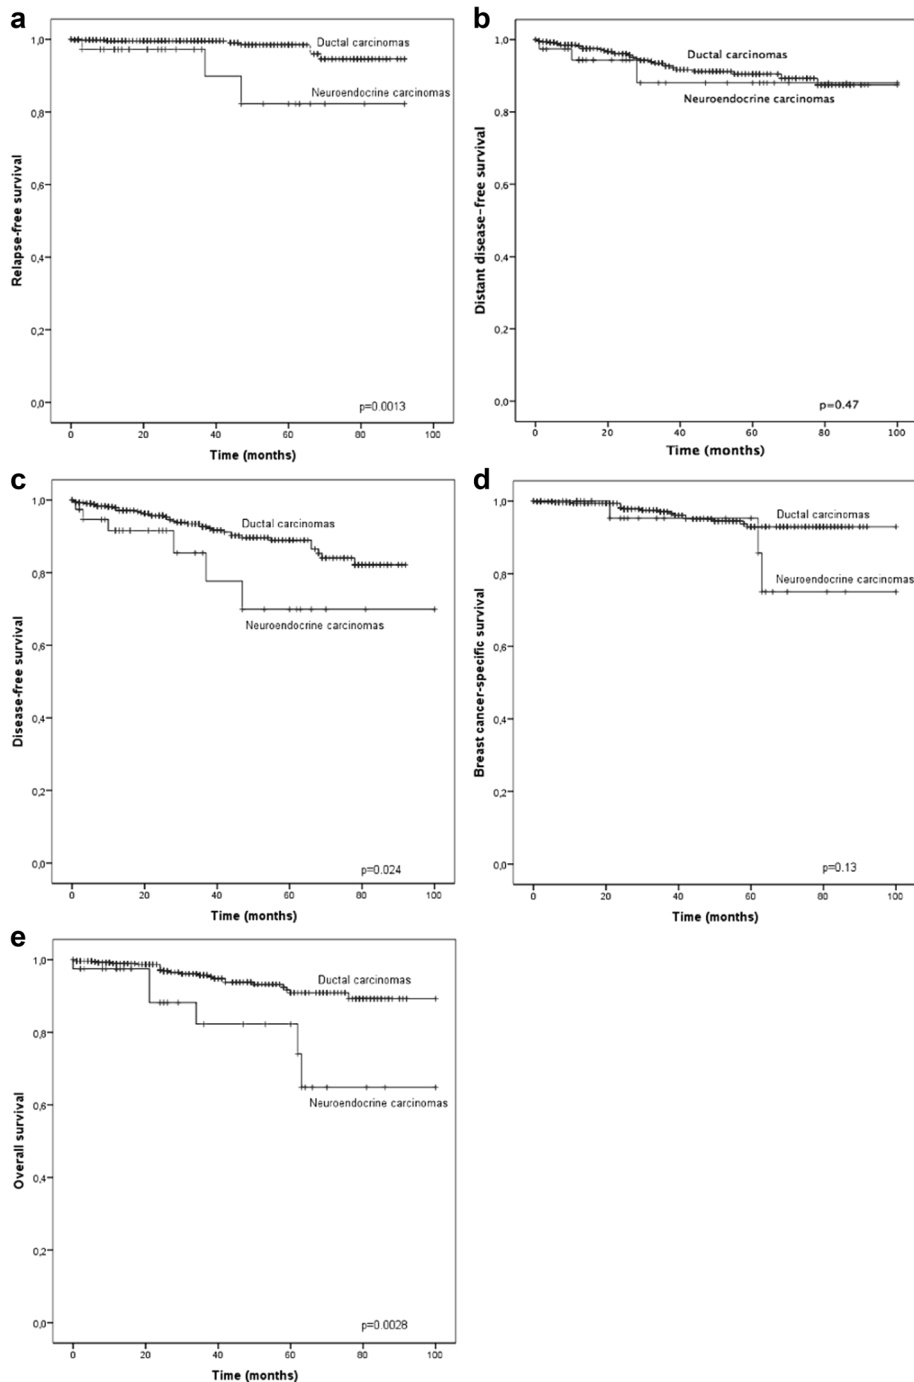 a
1,0
0,8
0,6
0,4
0,2
0,0
Relapse-free survival
Ductal carcinomas
Neuroendocrine carcinomas
p=0.0013
0 20 40 60 80 100
Time (months)
b
1,0
0,8
0,6
0,4
0,2
0,0
Distant disease-free survival
Ductal carcinomas
Neuroendocrine carcinomas
p=0.47
0 20 40 60 80 100
Time (months)
c
1,0
0,8
0,6
0,4
0,2
0,0
Disease-free survival
Ductal carcinomas
Neuroendocrine carcinomas
p=0.024
0 20 40 60 80 100
Time (months)
d
1,0
0,8
0,6
0,4
0,2
0,0
Breast cancer-specific survival
Ductal carcinomas
Neuroendocrine carcinomas
p=0.13
0 20 40 60 80 100
Time (months)
e
1,0
0,8
0,6
0,4
0,2
0,0
Overall survival
Ductal carcinomas
Neuroendocrine carcinomas
p=0.0028
0 20 40 60 80 100
Time (months)